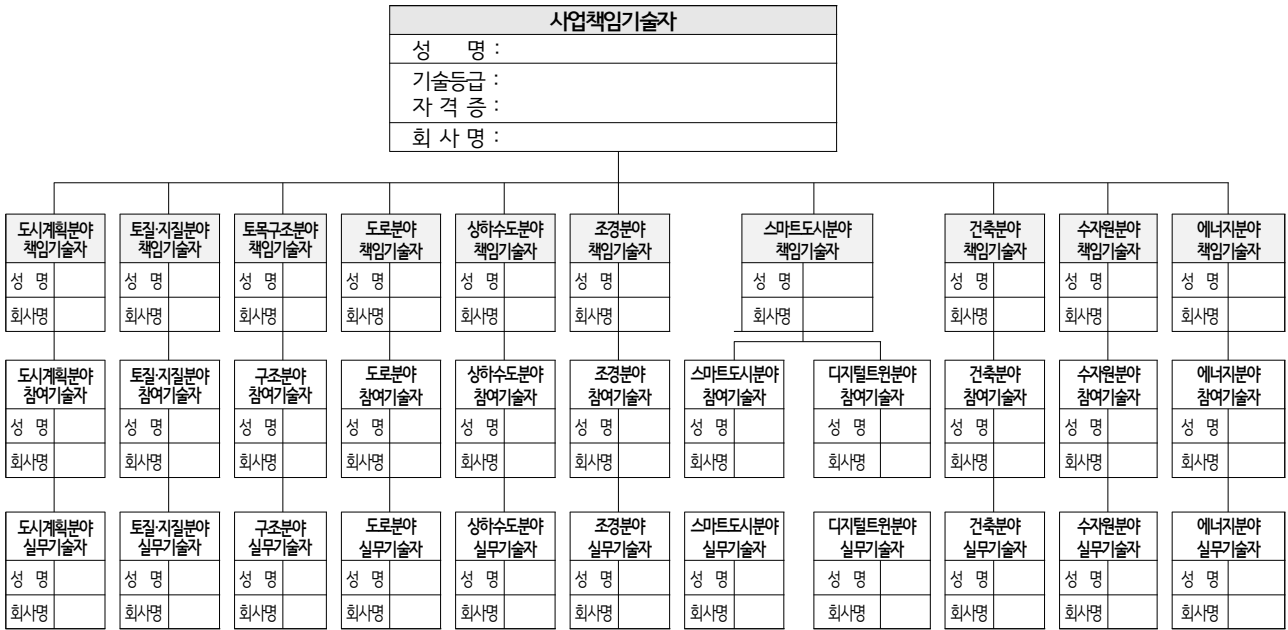 사업책임기술자
성 명 :
기술등급 :
자 격 증 :
회 사 명 :
도시계획분야 토질·지질분야 토목구조분야 도로분야 상하수도분야 조경분야 스마트도시분야 건축분야 수자원분야 에너지분야
책임기술자 책임기술자 책임기술자 책임기술자 책임기술자 책임기술자 책임기술자 책임기술자 책임기술자 책임기술자
성 명 성 명 성 명 성 명 성 명 성 명 성 명 성 명 성 명 성 명
회사명 회사명 회사명 회사명 회사명 회사명 회사명 회사명 회사명 회사명
도시계획분야 토질·지질분야 구조분야 도로분야 상하수도분야 조경분야 스마트도시분야 디지털트윈분야 건축분야 수자원분야 에너지분야
참여기술자 참여기술자 참여기술자 참여기술자 참여기술자 참여기술자 참여기술자 참여기술자 참여기술자 참여기술자 참여기술자
성 명 성 명 성 명 성 명 성 명 성 명 성 명 성 명 성 명 성 명 성 명
회사명 회사명 회사명 회사명 회사명 회사명 회사명 회사명 회사명 회사명 회사명
도시계획분야 토질·지질분야 구조분야 도로분야 상하수도분야 조경분야 스마트도시분야 디지털트윈분야 건축분야 수자원분야 에너지분야
실무기술자 실무기술자 실무기술자 실무기술자 실무기술자 실무기술자 실무기술자 실무기술자 실무기술자 실무기술자 실무기술자
성 명 성 명 성 명 성 명 성 명 성 명 성 명 성 명 성 명 성 명 성 명
회사명 회사명 회사명 회사명 회사명 회사명 회사명 회사명 회사명 회사명 회사명